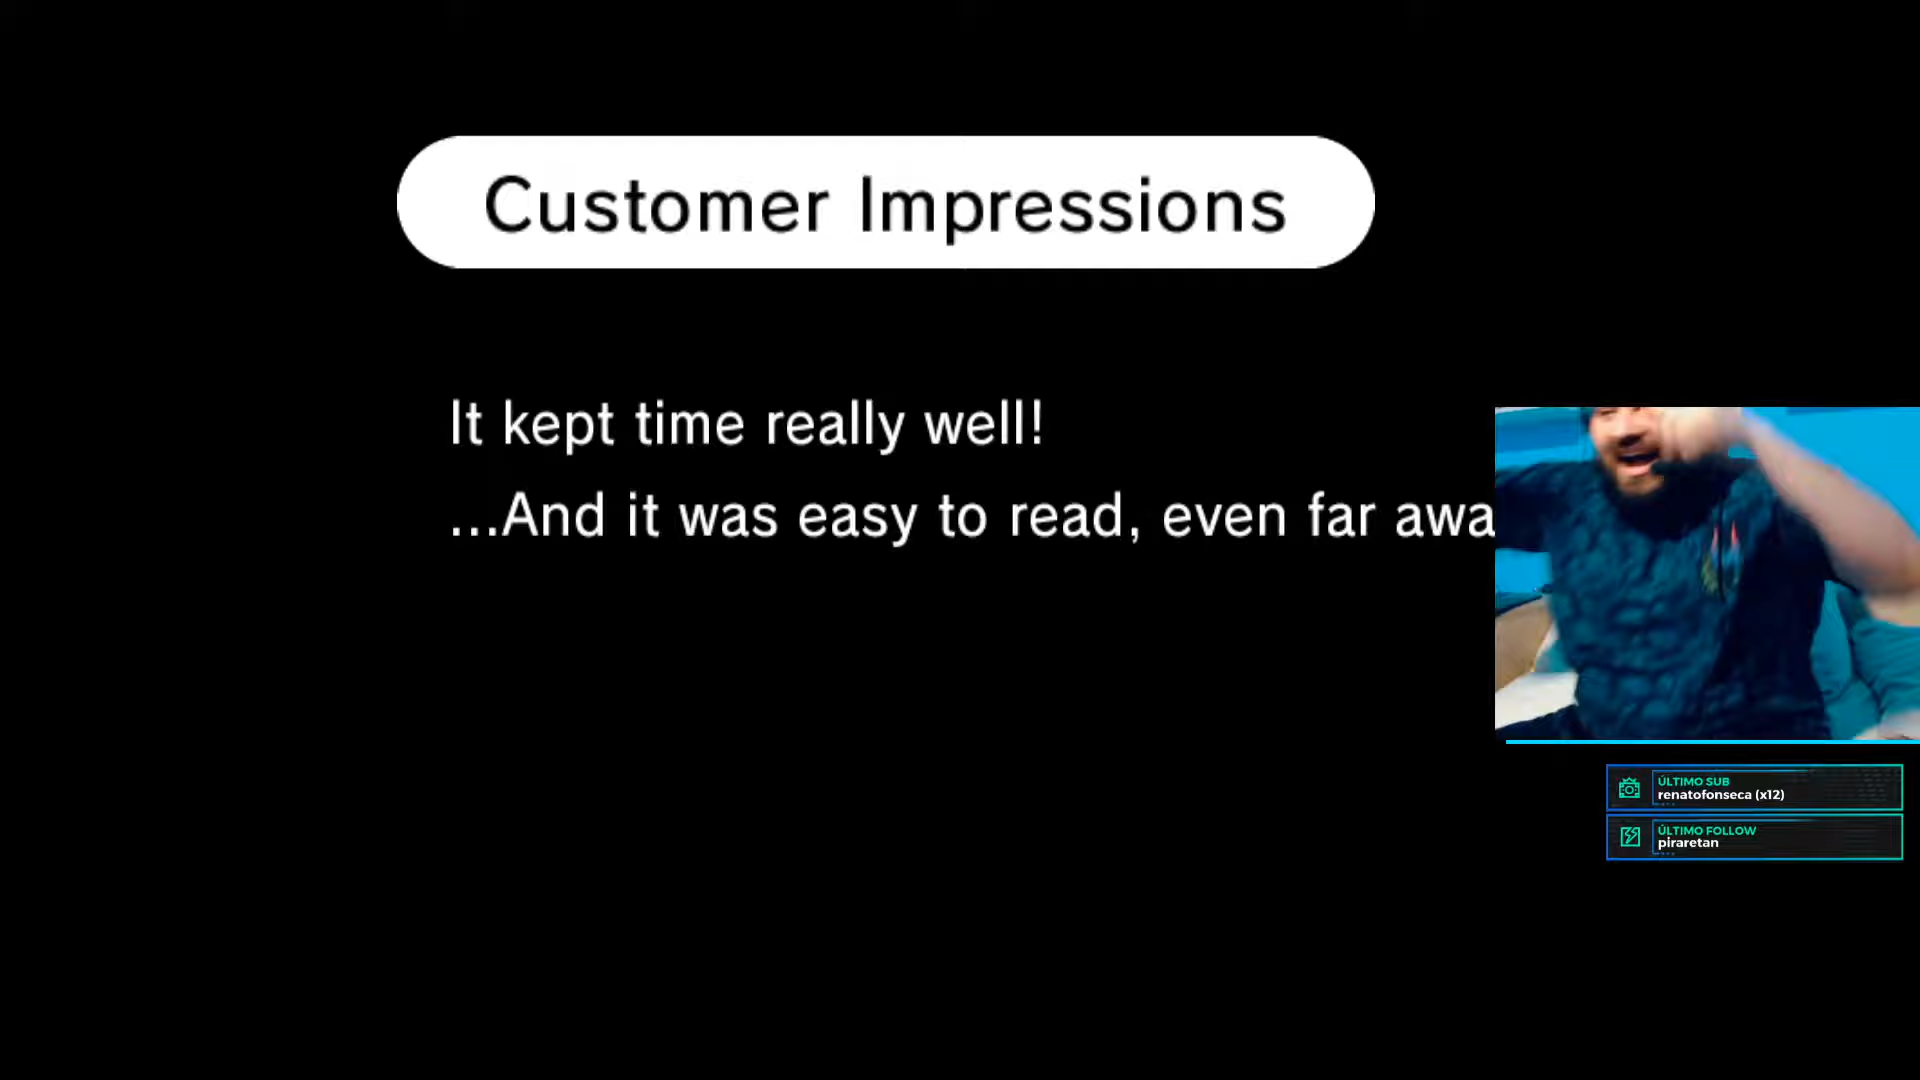 Customer Impressions
It kept time really well!
...And it was easy to read, even far awa
ÚLTIMO SUB
renatofonseca (x12)
ÚLTIMO FOLLOW
piraretan